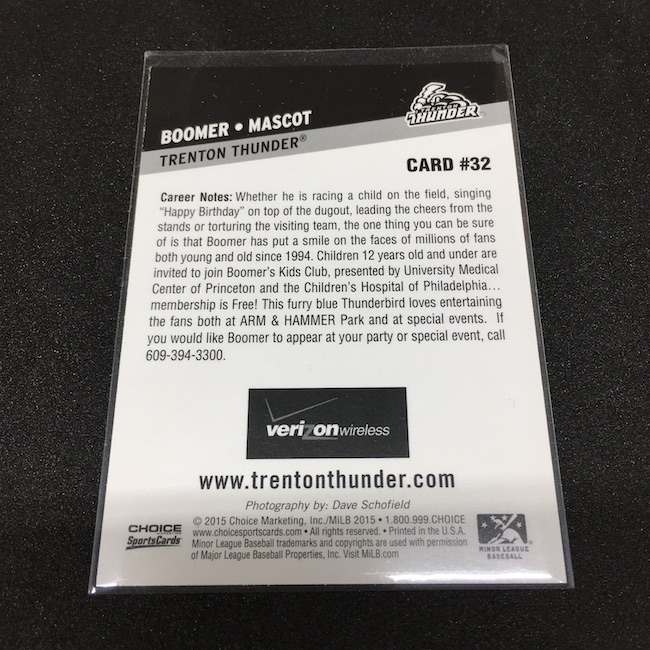 TRENTON
THUNDER
BOOMER • MASCOT
TRENTON THUNDER®
CARD #32
Career Notes: Whether he is racing a child on the field, singing
"Happy Birthday" on top of the dugout, leading the cheers from the
stands or torturing the visiting team, the one thing you can be sure
of is that Boomer has put a smile on the faces of millions of fans
both young and old since 1994. Children 12 years old and under are
invited to join Boomer's Kids Club, presented by University Medical
Center of Princeton and the Children's Hospital of Philadelphia...
membership is Free! This furry blue Thunderbird loves entertaining
the fans both at ARM & HAMMER Park and at special events. If
you would like Boomer to appear at your party or special event, call
609-394-3300.
verizon wireless
www.trentonthunder.com
Photography by: Dave Schofield
CHOICE
SportsCards
© 2015 Choice Marketing, Inc./MiLB 2015 • 1.800.999.CHOICE
www.choicesportscards.com • All rights reserved. • Printed in the U.S.A.
Minor League Baseball trademarks and copyrights are used with permission
of Major League Baseball Properties, Inc. Visit MiLB.com
MINOR LEAGUE
BASEBALL